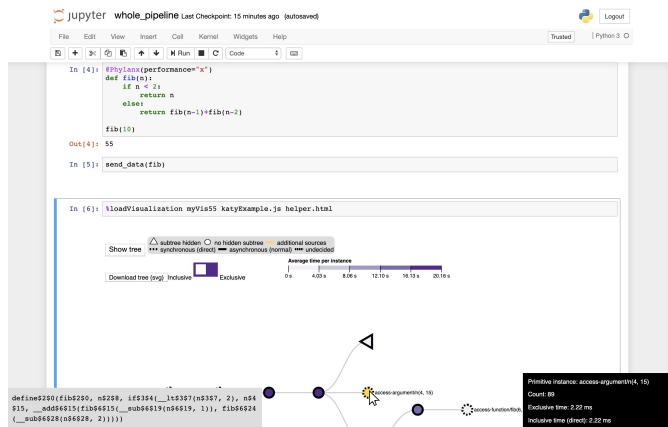 jupyter whole_pipeline Last Checkpoint: 15 minutes ago (autosaved)
Logout
File Edit View Insert Cell Kernel Widgets Help
Trusted
Python 3
Run
Code
In [4]: @Phylanx(performance="x")
def fib(n):
if n < 2:
return n
else:
return fib(n-1)+fib(n-2)
fib(10)
Out[4]: 55
In [5]: send_data(fib)
In [6]: %loadVisualization myVis55 katyExample.js helper.html
Show tree
subtree hidden no hidden subtree additional sources
synchronous (direct) asynchronous (normal) undecided
Download tree (svg) Inclusive Exclusive
Average time per instance
0 s 4.03 s 8.06 s 12.10 s 16.13 s 20.16 s
access-argument/n(4, 15)
access-function/fib(6,
define$2$0(fib$2$0, n$2$8, if$3$4(__lt$3$7(n$3$7, 2), n$4
$15, __add$6$15(fib$6$15(__sub$6$19(n$6$19, 1)), fib$6$24
(__sub$6$28(n$6$28, 2)))))
Primitive instance: access-argument/n(4, 15)
Count: 89
Exclusive time: 2.22 ms
Inclusive time (direct): 2.22 ms